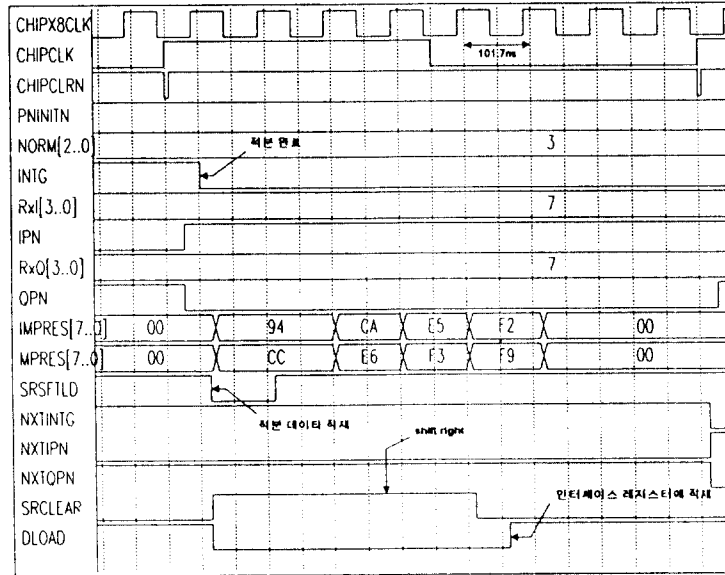 CHIPX8CLK
CHIPCLK
101.7ns
CHIPCLRN
PNINITN
NORM[2..0] 3
적분 완료
INTG
RxI[3..0] 7
IPN
RxQ[3..0] 7
QPN
IMPRES[7..0] 00 94 CA E5 F2 00
MPRES[7..0] 00 CC E6 F3 F9 00
SRSFTLD
적분 데이타 적재
NXTINTG
shift right
NXTIPN
NXTQPN
SRCLEAR
인터페이스 레지스터에 적재
DLOAD